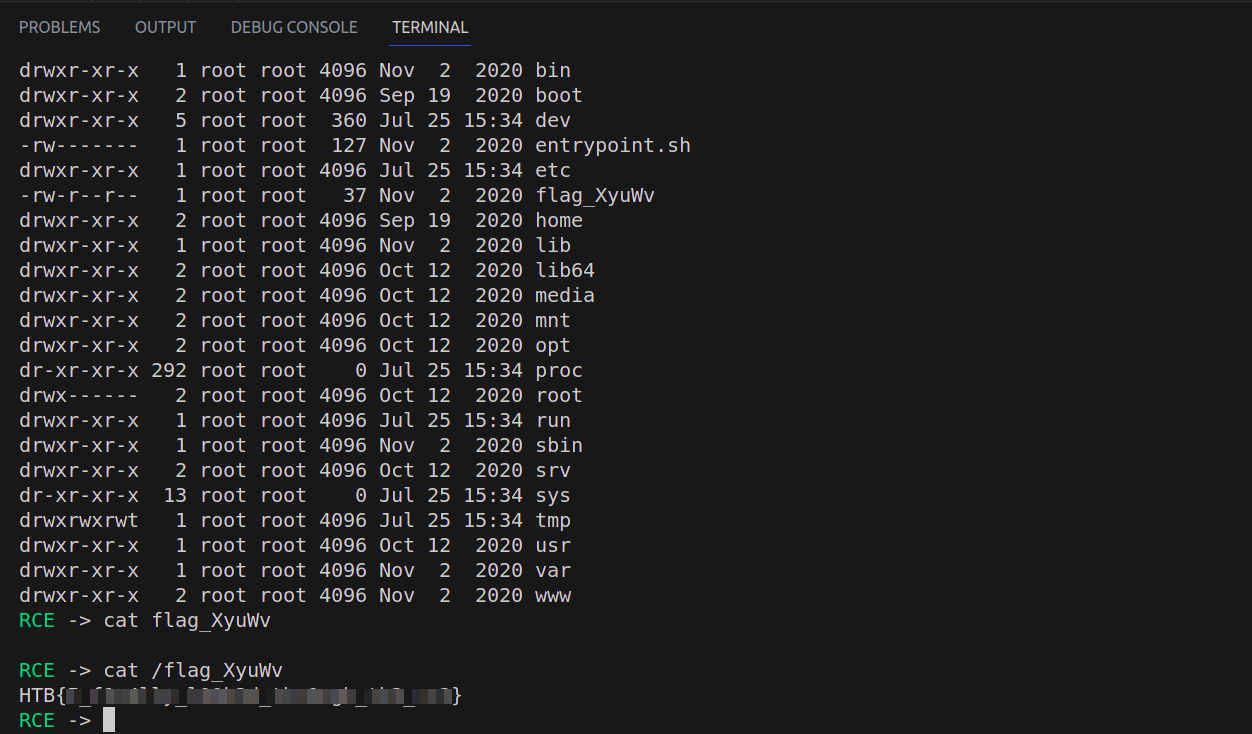 PROBLEMS OUTPUT DEBUG CONSOLE TERMINAL
drwxr-xr-x 1 root root 4096 Nov 2 2020 bin
drwxr-xr-x 2 root root 4096 Sep 19 2020 boot
drwxr-xr-x 5 root root 360 Jul 25 15:34 dev
-rw------- 1 root root 127 Nov 2 2020 entrypoint.sh
drwxr-xr-x 1 root root 4096 Jul 25 15:34 etc
-rw-r--r-- 1 root root 37 Nov 2 2020 flag_XyuWv
drwxr-xr-x 2 root root 4096 Sep 19 2020 home
drwxr-xr-x 1 root root 4096 Nov 2 2020 lib
drwxr-xr-x 2 root root 4096 Oct 12 2020 lib64
drwxr-xr-x 2 root root 4096 Oct 12 2020 media
drwxr-xr-x 2 root root 4096 Oct 12 2020 mnt
drwxr-xr-x 2 root root 4096 Oct 12 2020 opt
dr-xr-xr-x 292 root root 0 Jul 25 15:34 proc
drwx------ 2 root root 4096 Oct 12 2020 root
drwxr-xr-x 1 root root 4096 Jul 25 15:34 run
drwxr-xr-x 1 root root 4096 Nov 2 2020 sbin
drwxr-xr-x 2 root root 4096 Oct 12 2020 srv
dr-xr-xr-x 13 root root 0 Jul 25 15:34 sys
drwxrwxrwt 1 root root 4096 Jul 25 15:34 tmp
drwxr-xr-x 1 root root 4096 Oct 12 2020 usr
drwxr-xr-x 1 root root 4096 Nov 2 2020 var
drwxr-xr-x 2 root root 4096 Nov 2 2020 www
RCE -> cat flag_XyuWv
RCE -> cat /flag_XyuWv
HTB{ }
RCE ->